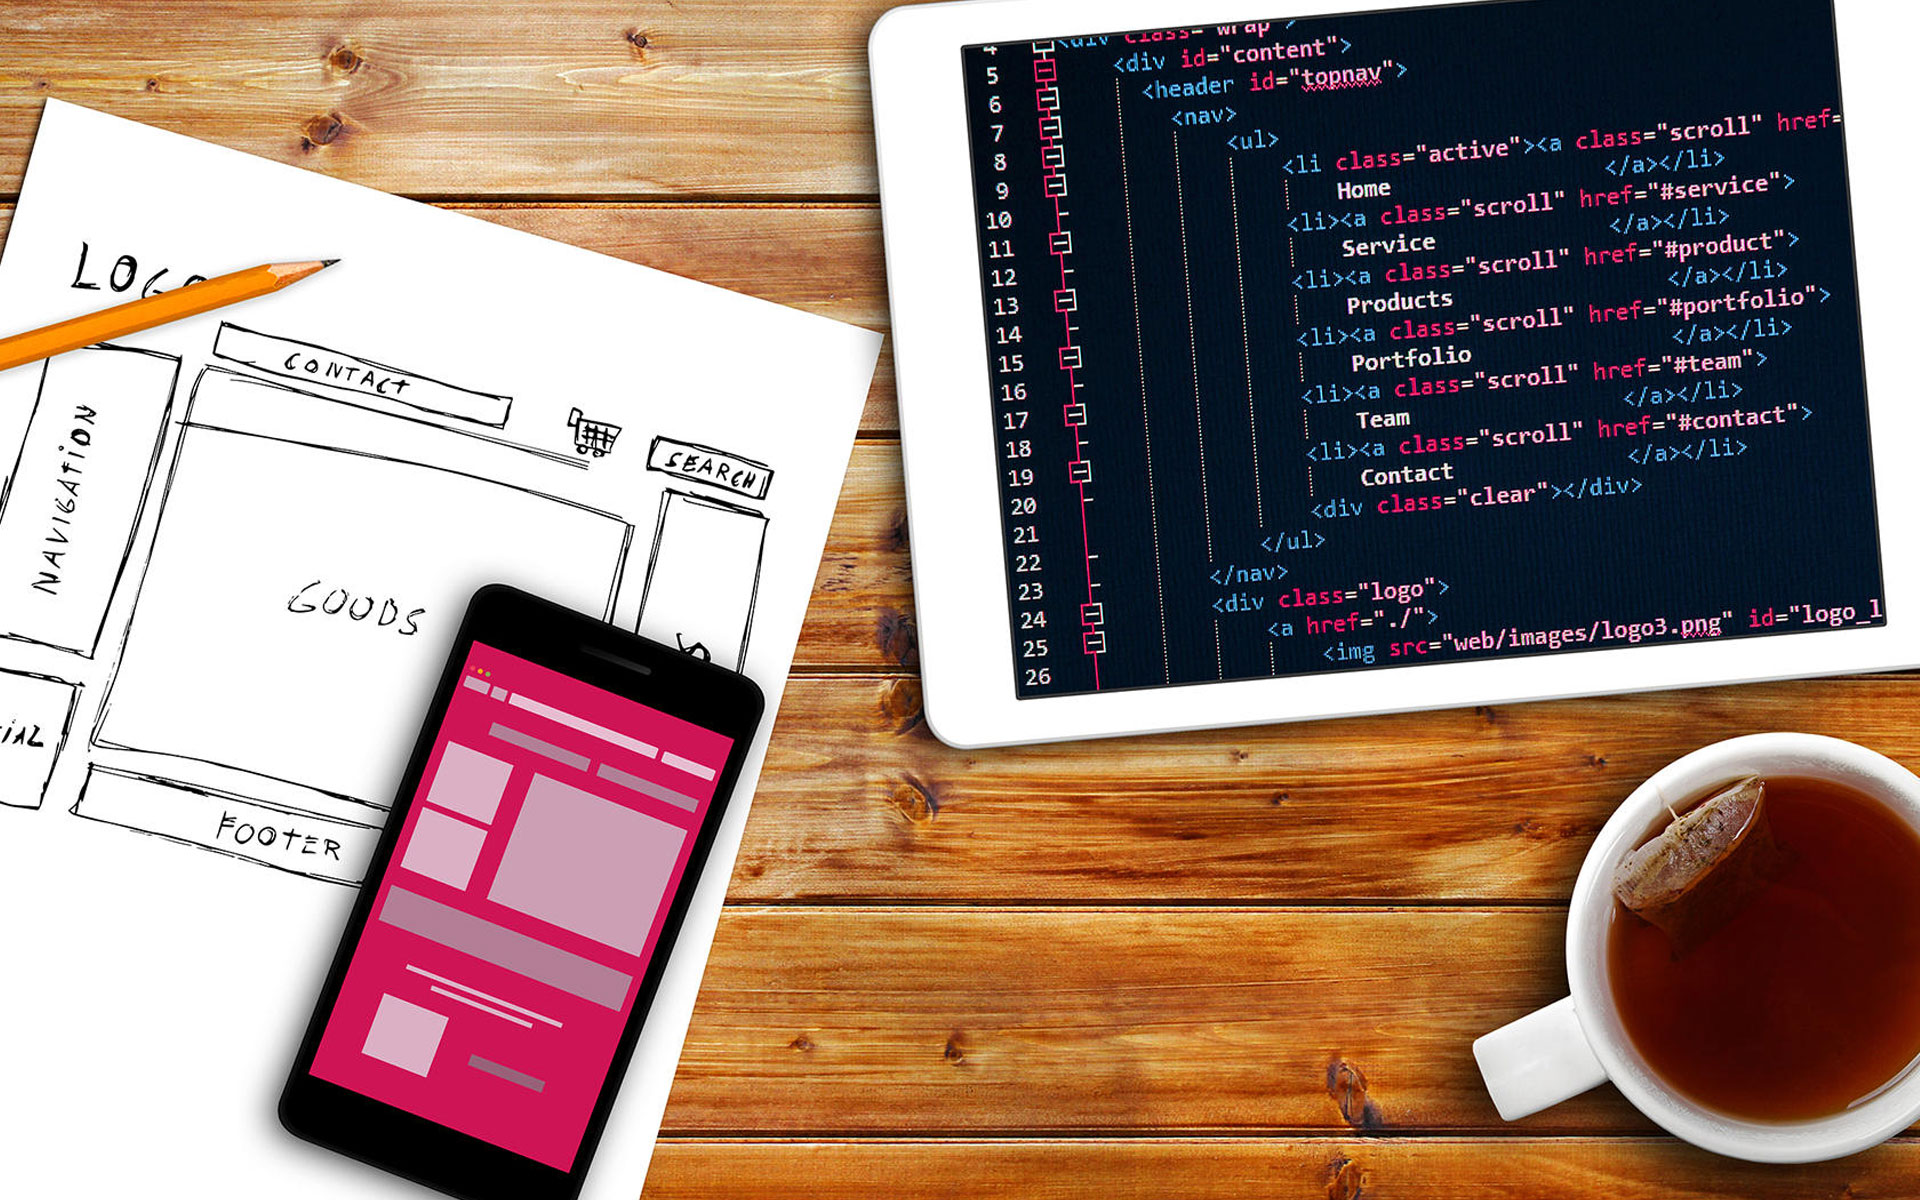 LOGO
CONTACT
SEARCH
NAVIGATiON
GOODS
iAL
FOOTER
4 <div class="wrap">
5 <div id="content">
6 <header id="topnav">
7 <nav>
8 <ul>
9 <li class="active"><a class="scroll" href=
10 Home </a></li>
11 <li><a class="scroll" href="#service">
12 Service </a></li>
13 <li><a class="scroll" href="#product">
14 Products </a></li>
15 <li><a class="scroll" href="#portfolio">
16 Portfolio </a></li>
17 <li><a class="scroll" href="#team">
18 Team </a></li>
19 <li><a class="scroll" href="#contact">
20 Contact </a></li>
21 <div class="clear"></div>
22 </ul>
23 </nav>
24 <div class="logo">
25 <a href="./">
26 <img src="web/images/logo3.png" id="logo_l